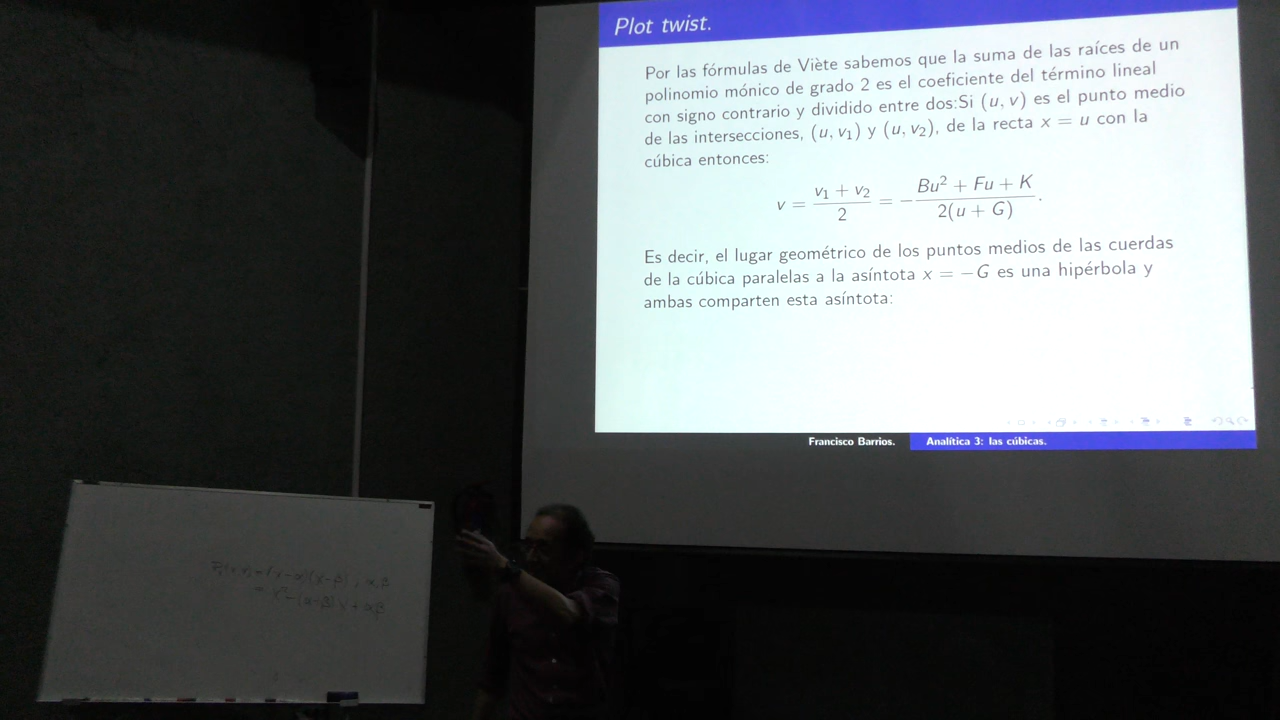 Plot twist.
Por las fórmulas de Viète sabemos que la suma de las raíces de un
polinomio mónico de grado 2 es el coeficiente del término lineal
con signo contrario y dividido entre dos:Si (u, v) es el punto medio
de las intersecciones, (u, v₁) y (u, v₂), de la recta x = u con la
cúbica entonces:
v = (v₁ + v₂)/2 = −(Bu² + Fu + K)/(2(u + G)).
Es decir, el lugar geométrico de los puntos medios de las cuerdas
de la cúbica paralelas a la asíntota x = −G es una hipérbola y
ambas comparten esta asíntota:
Francisco Barrios.
Analítica 3: las cúbicas.
(x−α)(x−β), α,β
= x²−(α−β) x + αβ